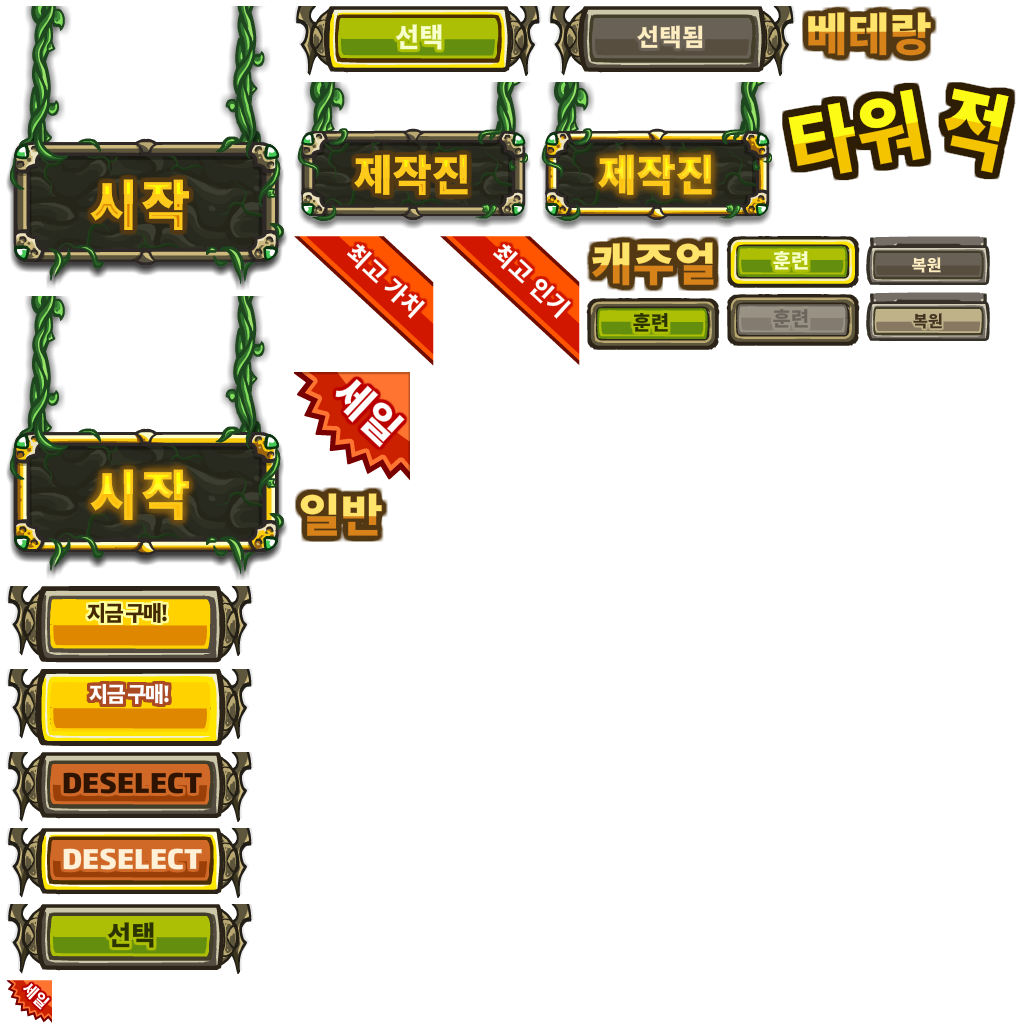 시작
선택
선택됨
베테랑
제작진
제작진
타워 적
최고 가치
최고 인기
캐주얼
훈련
복원
훈련
훈련
복원
시작
세일
일반
지금 구매!
지금 구매!
DESELECT
DESELECT
선택
세일